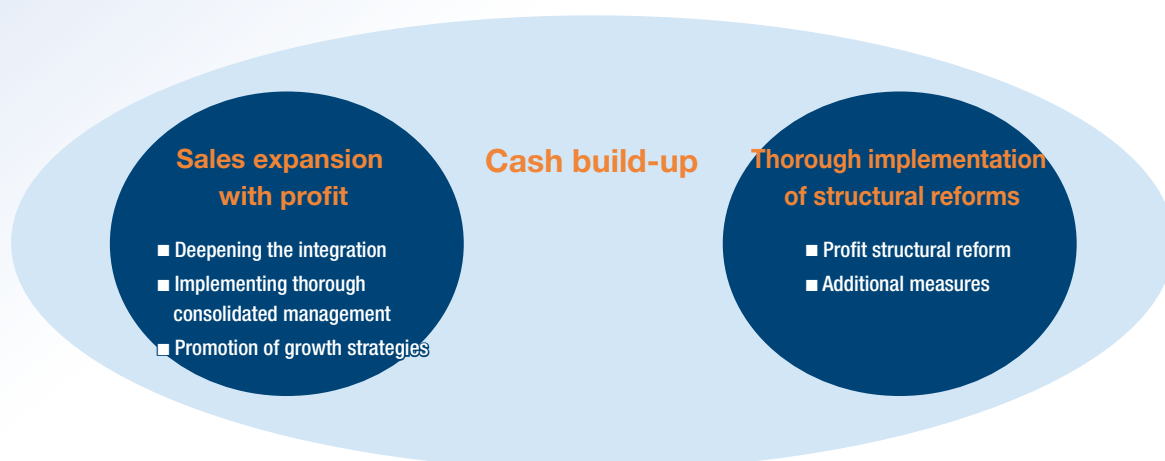 Sales expansion
with profit
■ Deepening the integration
■ Implementing thorough
consolidated management
■ Promotion of growth strategies
Cash build-up
Thorough implementation
of structural reforms
■ Profit structural reform
■ Additional measures